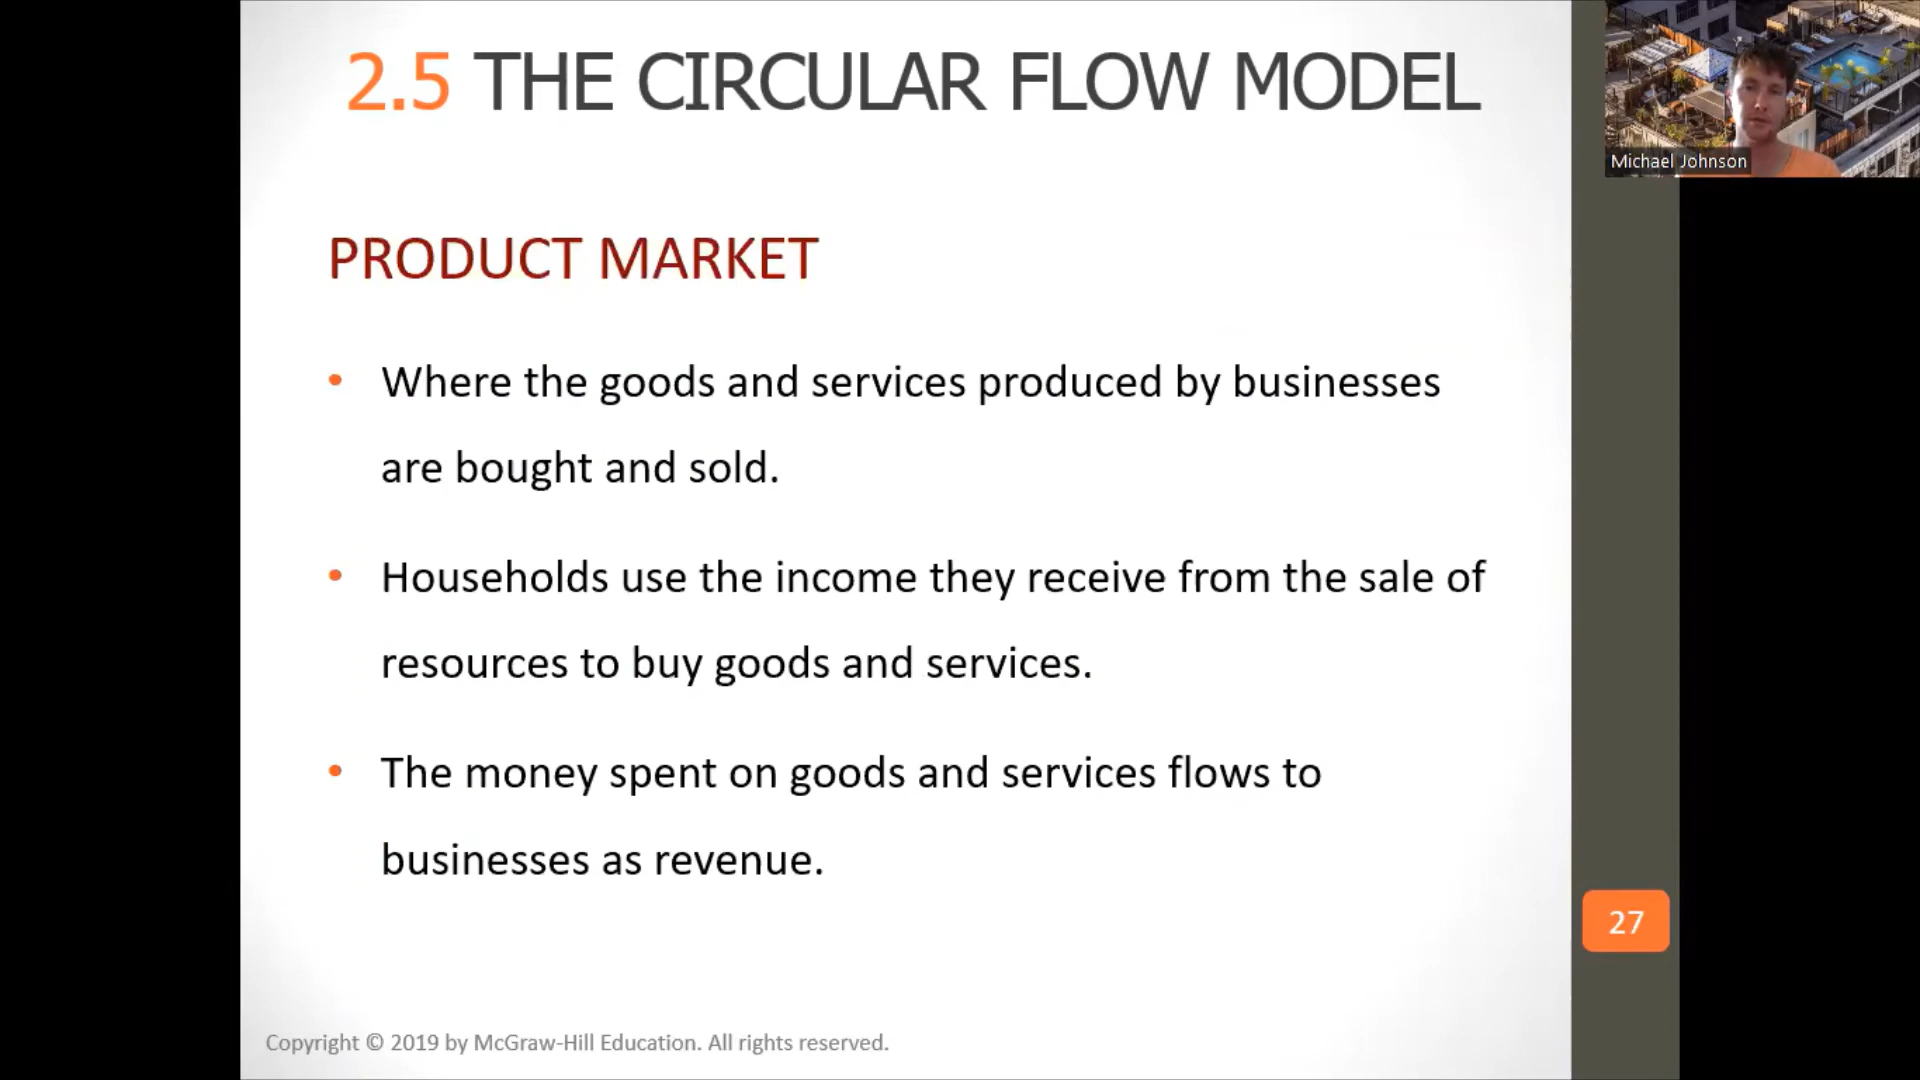 2.5 THE CIRCULAR FLOW MODEL
Michael Johnson
PRODUCT MARKET
• Where the goods and services produced by businesses
are bought and sold.
• Households use the income they receive from the sale of
resources to buy goods and services.
• The money spent on goods and services flows to
businesses as revenue.
27
Copyright © 2019 by McGraw-Hill Education. All rights reserved.